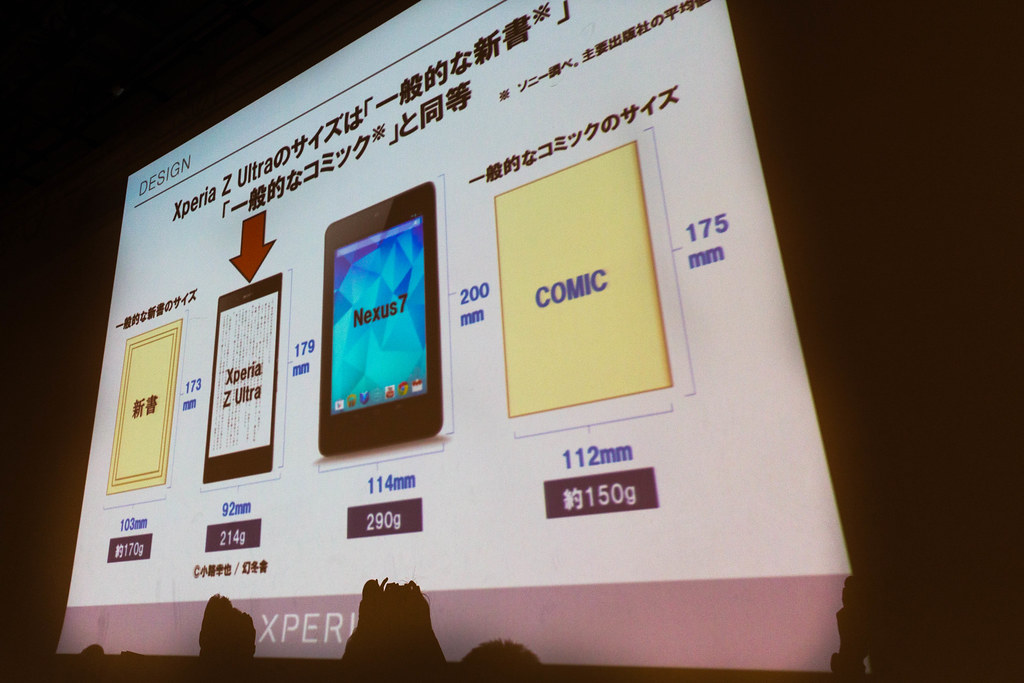 DESIGN
Xperia Z Ultraのサイズは「一般的な新書※」
「一般的なコミック※」と同等
※ ソニー調べ。主要出版社の平均値
一般的な新書のサイズ
新書
173
mm
103mm
約170g
Xperia
Z Ultra
179
mm
92mm
214g
©小路幸也 / 幻冬舎
Nexus7
200
mm
114mm
290g
一般的なコミックのサイズ
COMIC
175
mm
112mm
約150g
XPERI